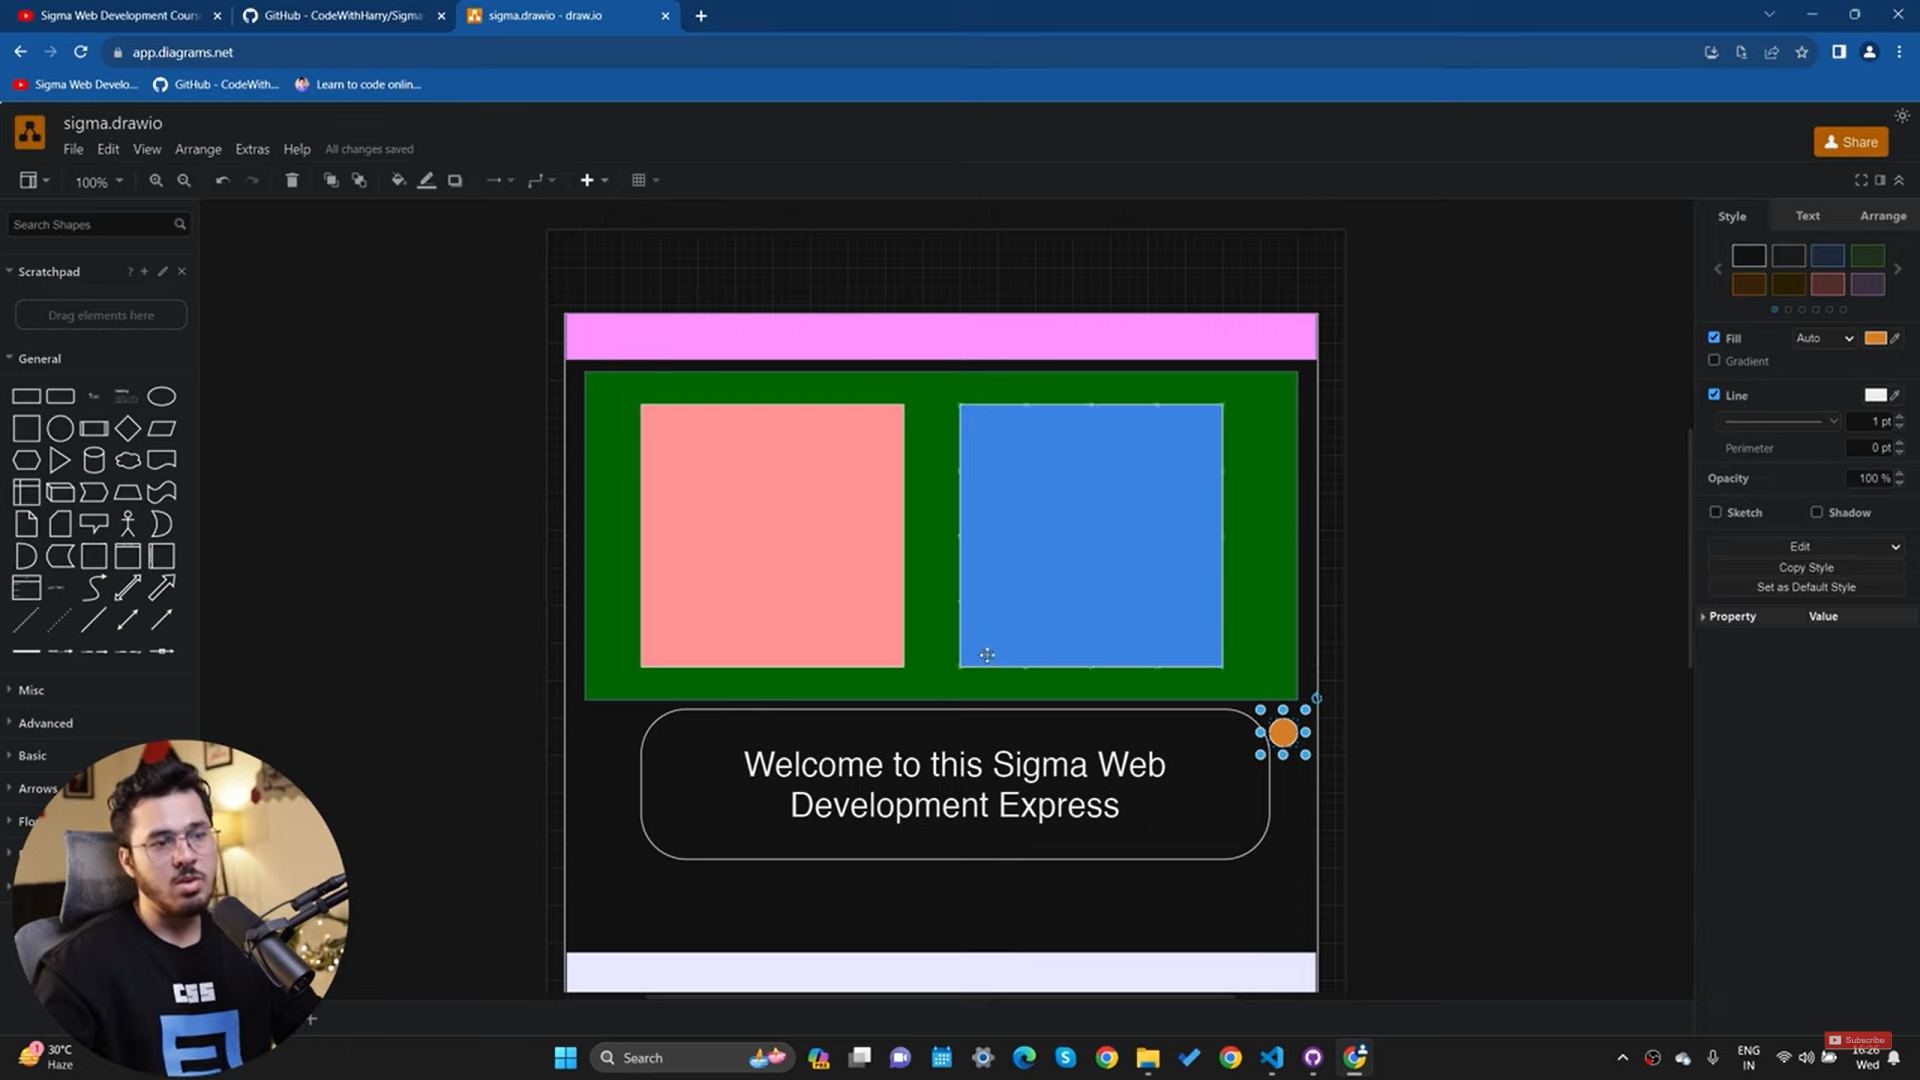 Sigma Web Development Cours
GitHub - CodeWithHarry/Sigma
sigma.drawio - draw.io
app.diagrams.net
Sigma Web Develo...
GitHub - CodeWith...
Learn to code onlin...
sigma.drawio
File
Edit
View
Arrange
Extras
Help
All changes saved
Share
100%
Search Shapes
Scratchpad
?
Drag elements here
General
Misc
Advanced
Basic
Arrows
Style
Text
Arrange
Fill
Auto
Gradient
Line
1 pt
Perimeter
0 pt
Opacity
100 %
Sketch
Shadow
Edit
Copy Style
Set as Default Style
Property
Value
Welcome to this Sigma Web
Development Express
CSS
30°C
Haze
Search
ENG
IN
Subscribe
16:26
Wed